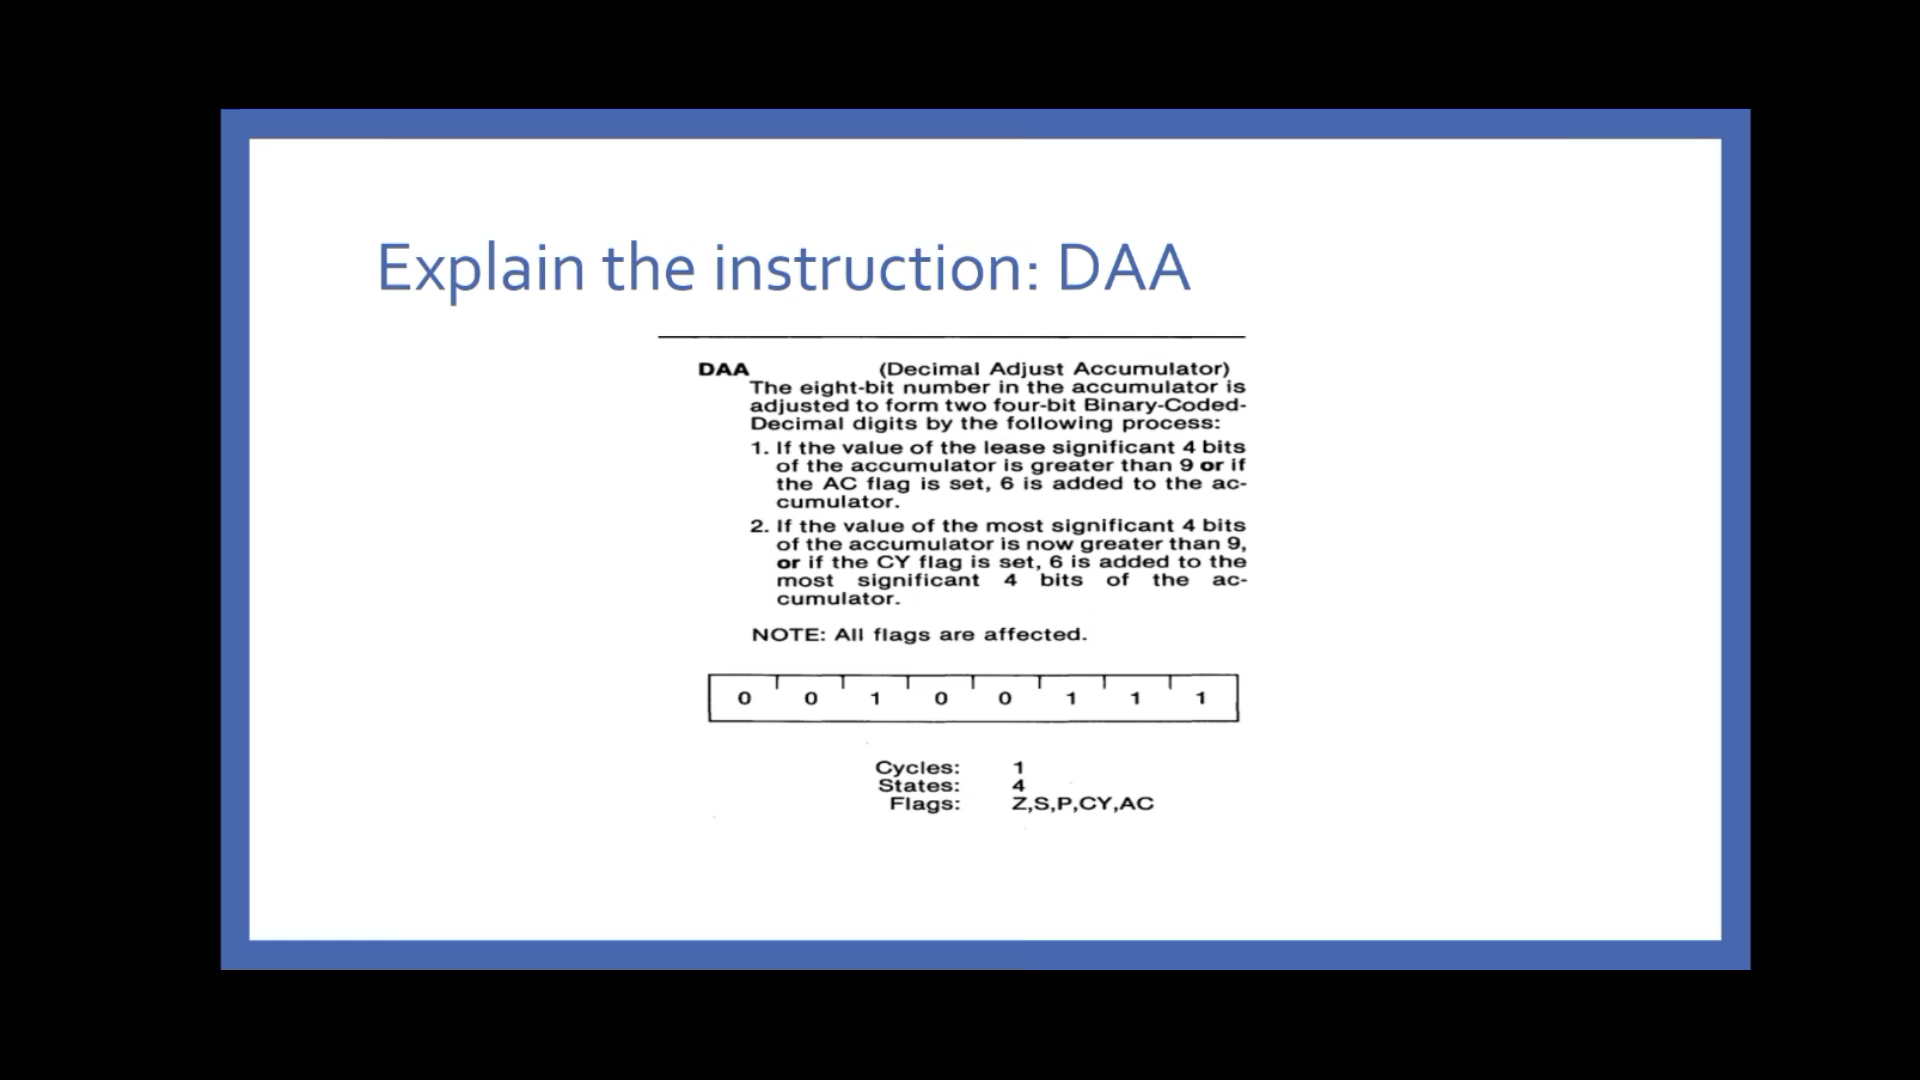 Explain the instruction: DAA
DAA (Decimal Adjust Accumulator)
The eight-bit number in the accumulator is
adjusted to form two four-bit Binary-Coded-
Decimal digits by the following process:
1. If the value of the lease significant 4 bits
of the accumulator is greater than 9 or if
the AC flag is set, 6 is added to the ac-
cumulator.
2. If the value of the most significant 4 bits
of the accumulator is now greater than 9,
or if the CY flag is set, 6 is added to the
most significant 4 bits of the ac-
cumulator.
NOTE: All flags are affected.
0 0 1 0 0 1 1 1
Cycles: 1
States: 4
Flags: Z,S,P,CY,AC